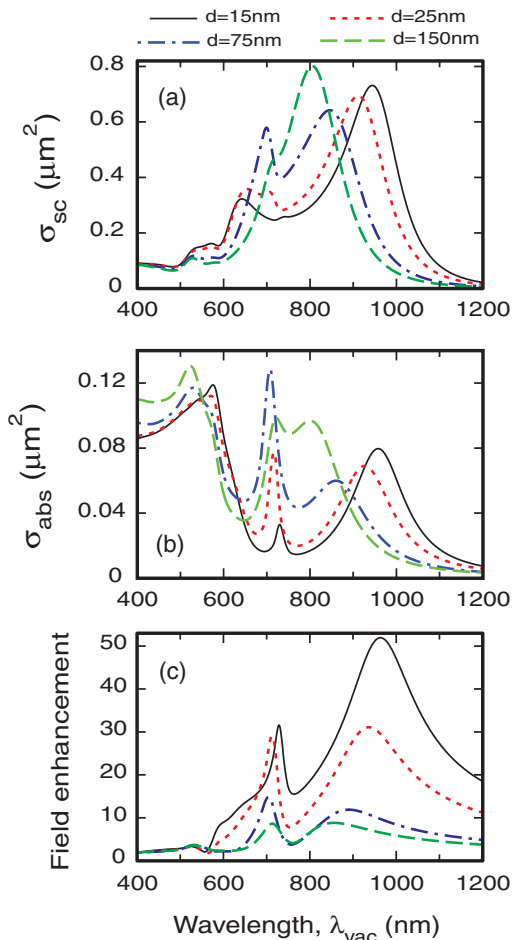 d=15nm d=25nm
d=75nm d=150nm
0.8
0.6
0.4
0.2
0
σsc (μm²)
(a)
400 600 800 1000 1200
0.12
0.08
0.04
0
σabs (μm²)
(b)
400 600 800 1000 1200
50
40
30
20
10
0
Field enhancement
(c)
400 600 800 1000 1200
Wavelength, λvac (nm)